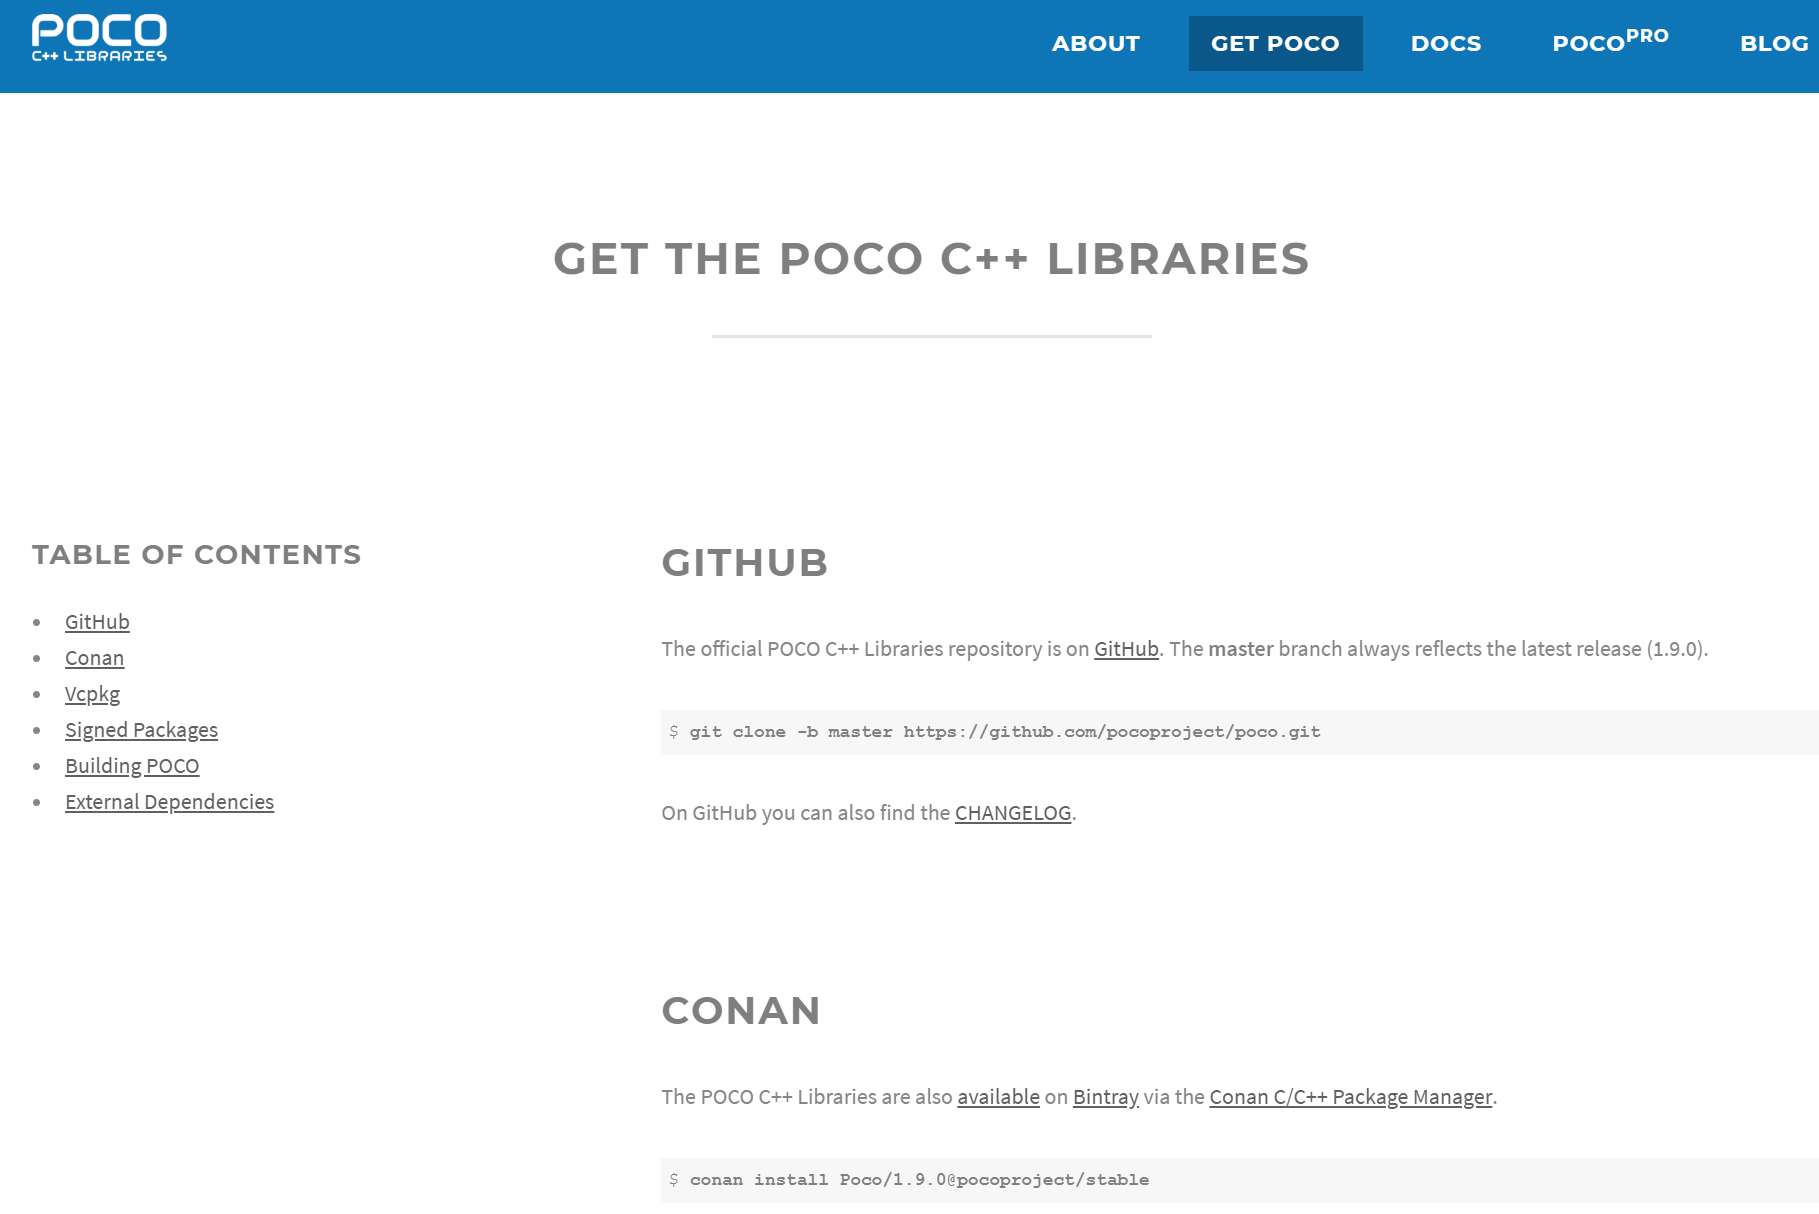 POCO
C++ LIBRARIES
ABOUT
GET POCO
DOCS
POCOPRO
BLOG
GET THE POCO C++ LIBRARIES
TABLE OF CONTENTS
GitHub
Conan
Vcpkg
Signed Packages
Building POCO
External Dependencies
GITHUB
The official POCO C++ Libraries repository is on GitHub. The master branch always reflects the latest release (1.9.0).
$ git clone -b master https://github.com/pocoproject/poco.git
On GitHub you can also find the CHANGELOG.
CONAN
The POCO C++ Libraries are also available on Bintray via the Conan C/C++ Package Manager.
$ conan install Poco/1.9.0@pocoproject/stable